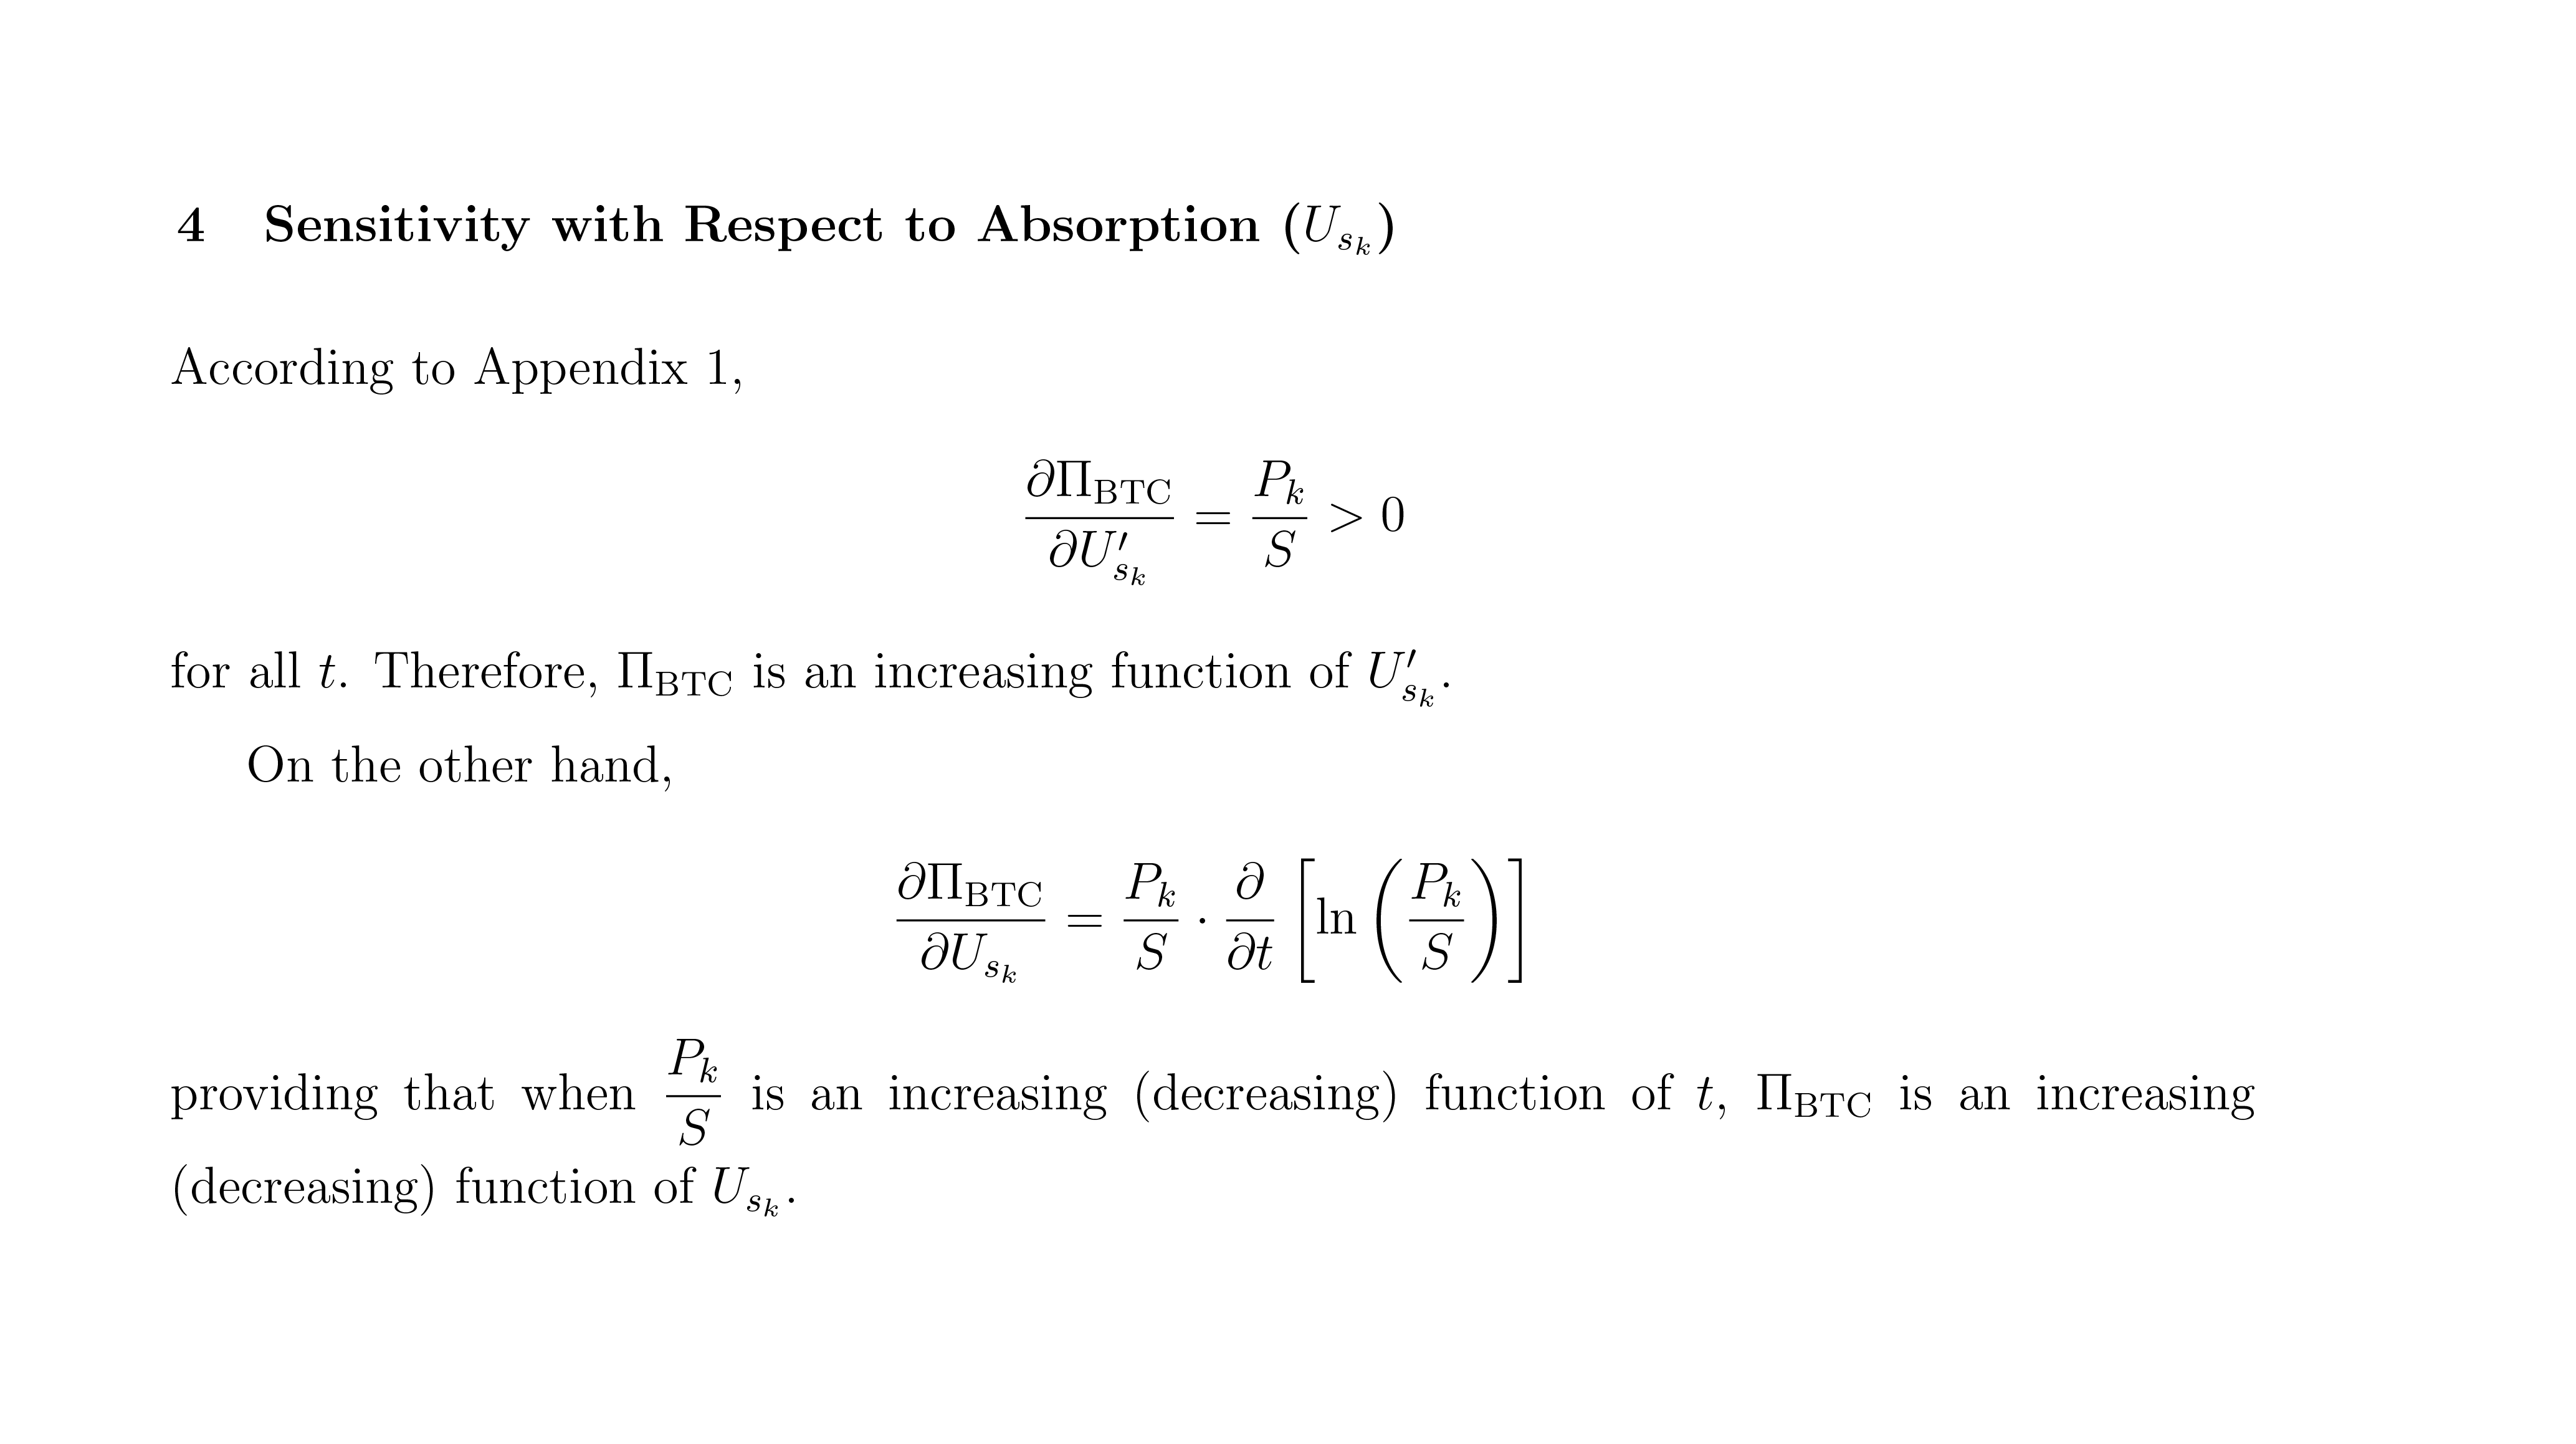 4 Sensitivity with Respect to Absorption ($U_{s_k}$)
According to Appendix 1,
$\frac{\partial \Pi_{\text{BTC}}}{\partial U'_{s_k}} = \frac{P_k}{S} > 0$
for all $t$. Therefore, $\Pi_{\text{BTC}}$ is an increasing function of $U'_{s_k}$.
On the other hand,
$\frac{\partial \Pi_{\text{BTC}}}{\partial U_{s_k}} = \frac{P_k}{S} \cdot \frac{\partial}{\partial t} \left[ \ln \left( \frac{P_k}{S} \right) \right]$
providing that when $\frac{P_k}{S}$ is an increasing (decreasing) function of $t$, $\Pi_{\text{BTC}}$ is an increasing
(decreasing) function of $U_{s_k}$.